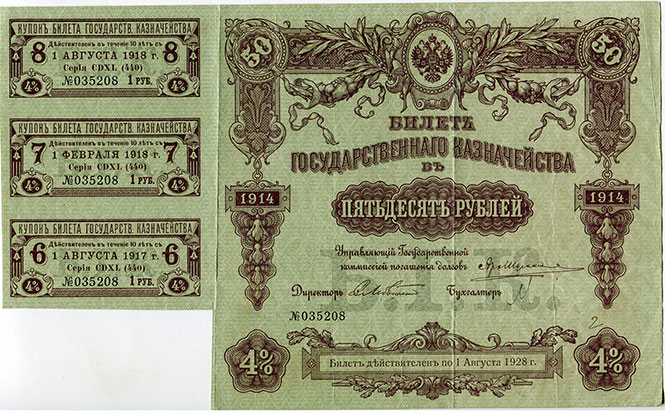 КУПОНЪ БИЛЕТА ГОСУДАРСТВ. КАЗНАЧЕЙСТВА
8 Дѣйствителенъ въ теченіе 10 лѣтъ съ 8
1 АВГУСТА 1918 г.
Серія CDXL (440)
4% №035208 1 РУБ. 4%
КУПОНЪ БИЛЕТА ГОСУДАРСТВ. КАЗНАЧЕЙСТВА
7 Дѣйствителенъ въ теченіе 10 лѣтъ съ 7
1 ФЕВРАЛЯ 1918 г.
Серія CDXL (440)
4% №035208 1 РУБ. 4%
КУПОНЪ БИЛЕТА ГОСУДАРСТВ. КАЗНАЧЕЙСТВА
6 Дѣйствителенъ въ теченіе 10 лѣтъ съ 6
1 АВГУСТА 1917 г.
Серія CDXL (440)
4% №035208 1 РУБ. 4%
50 50
БИЛЕТЪ
ГОСУДАРСТВЕННАГО КАЗНАЧЕЙСТВА
ВЪ
1914 1914
ПЯТЬДЕСЯТЪ РУБЛЕЙ
Управляющій Государственной
коммиссіей погашенія долговъ
Директоръ Бухгалтеръ
№035208
2
4% Билетъ дѣйствителенъ по 1 Августа 1928 г. 4%